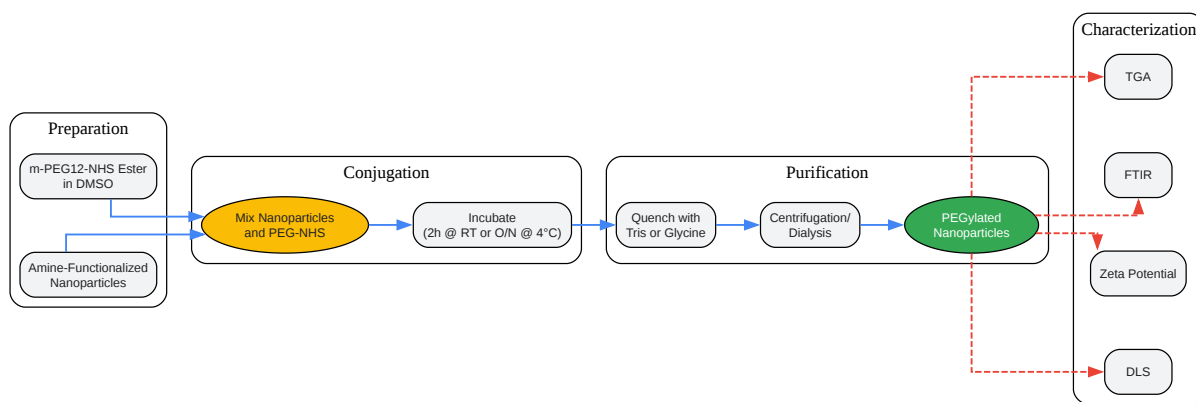 Preparation
m-PEG12-NHS Ester
in DMSO
Amine-Functionalized
Nanoparticles
Conjugation
Mix Nanoparticles
and PEG-NHS
Incubate
(2h @ RT or O/N @ 4°C)
Purification
Quench with
Tris or Glycine
Centrifugation/
Dialysis
PEGylated
Nanoparticles
Characterization
TGA
FTIR
Zeta Potential
DLS